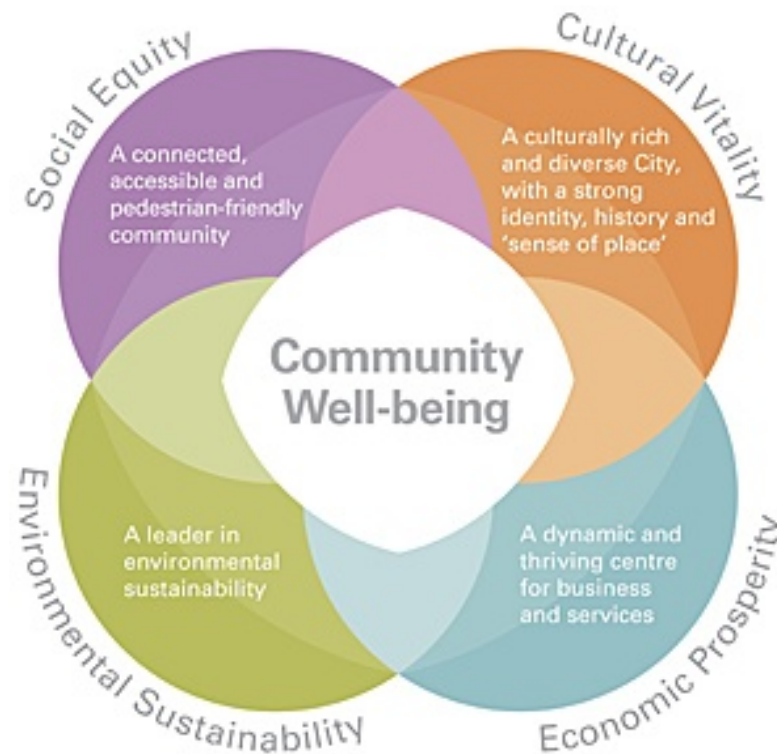 Social Equity
Cultural Vitality
A connected,
accessible and
pedestrian-friendly
community
A culturally rich
and diverse City,
with a strong
identity, history and
‘sense of place’
Community
Well-being
A leader in
environmental
sustainability
A dynamic and
thriving centre
for business
and services
Environmental Sustainability
Economic Prosperity